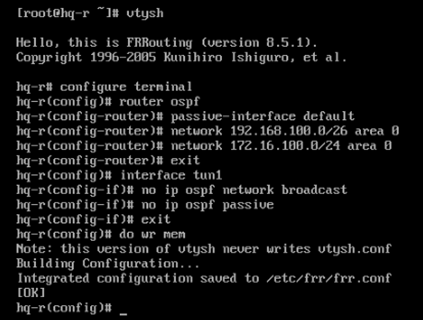 [root@hq-r ~]# vtysh
Hello, this is FRRouting (version 8.5.1).
Copyright 1996-2005 Kunihiro Ishiguro, et al.
hq-r# configure terminal
hq-r(config)# router ospf
hq-r(config-router)# passive-interface default
hq-r(config-router)# network 192.168.100.0/26 area 0
hq-r(config-router)# network 172.16.100.0/24 area 0
hq-r(config-router)# exit
hq-r(config)# interface tun1
hq-r(config-if)# no ip ospf network broadcast
hq-r(config-if)# no ip ospf passive
hq-r(config-if)# exit
hq-r(config)# do wr mem
Note: this version of vtysh never writes vtysh.conf
Building Configuration...
Integrated configuration saved to /etc/frr/frr.conf
[OK]
hq-r(config)# _